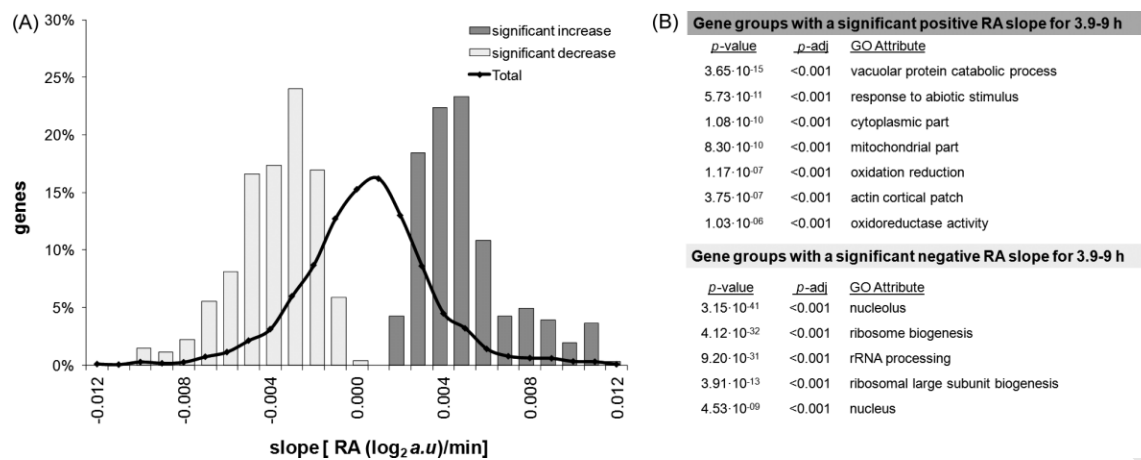 (A)
30%
25%
20%
15%
10%
5%
0%
genes
significant increase
significant decrease
Total
-0.012
-0.008
-0.004
0.000
0.004
0.008
0.012
slope [ RA (log₂ a.u)/min]
(B)
Gene groups with a significant positive RA slope for 3.9-9 h
p-value p-adj GO Attribute
3.65·10⁻¹⁵ <0.001 vacuolar protein catabolic process
5.73·10⁻¹¹ <0.001 response to abiotic stimulus
1.08·10⁻¹⁰ <0.001 cytoplasmic part
8.30·10⁻¹⁰ <0.001 mitochondrial part
1.17·10⁻⁰⁷ <0.001 oxidation reduction
3.75·10⁻⁰⁷ <0.001 actin cortical patch
1.03·10⁻⁰⁶ <0.001 oxidoreductase activity
Gene groups with a significant negative RA slope for 3.9-9 h
p-value p-adj GO Attribute
3.15·10⁻⁴¹ <0.001 nucleolus
4.12·10⁻³² <0.001 ribosome biogenesis
9.20·10⁻³¹ <0.001 rRNA processing
3.91·10⁻¹³ <0.001 ribosomal large subunit biogenesis
4.53·10⁻⁰⁹ <0.001 nucleus